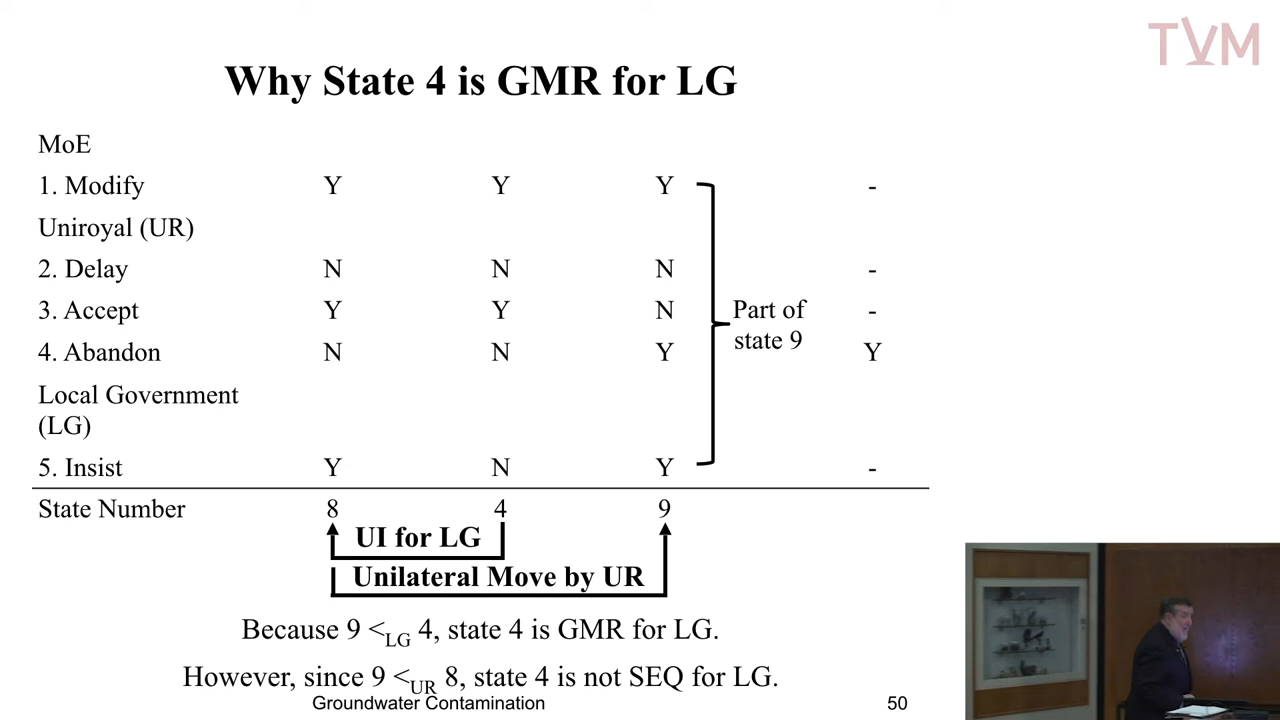 TVM
Why State 4 is GMR for LG
MoE
1. Modify Y Y Y -
Uniroyal (UR)
2. Delay N N N -
3. Accept Y Y N -
Part of
state 9
4. Abandon N N Y Y
Local Government
(LG)
5. Insist Y N Y -
State Number 8 4 9
UI for LG
Unilateral Move by UR
Because 9 <LG 4, state 4 is GMR for LG.
However, since 9 <UR 8, state 4 is not SEQ for LG.
Groundwater Contamination 50